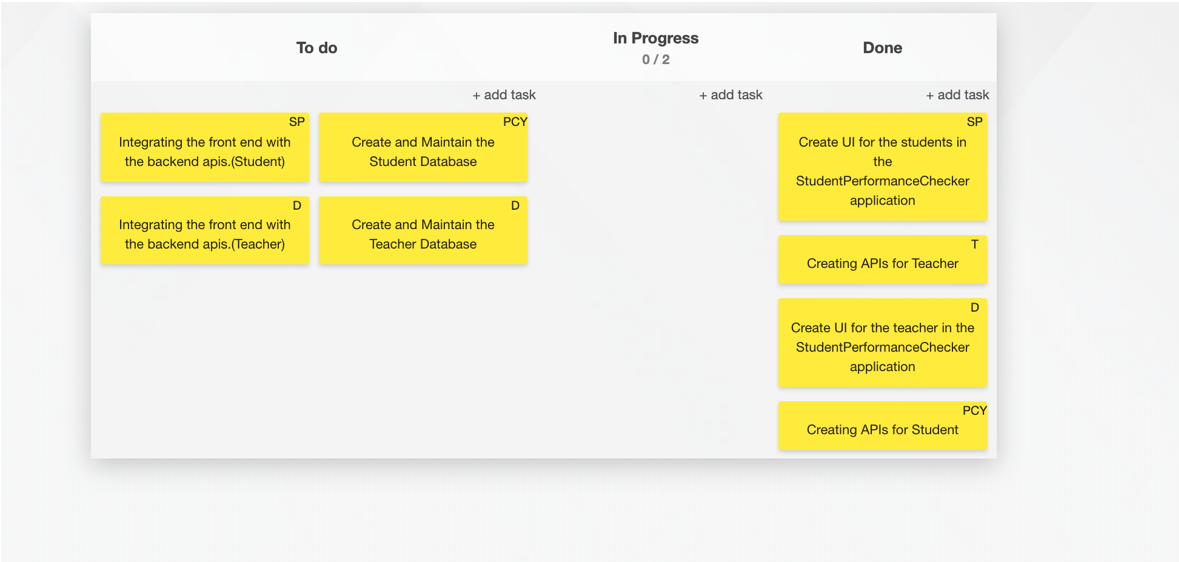 To do
In Progress
0 / 2
Done
+ add task
+ add task
+ add task
SP
Integrating the front end with
the backend apis.(Student)
PCY
Create and Maintain the
Student Database
D
Integrating the front end with
the backend apis.(Teacher)
D
Create and Maintain the
Teacher Database
SP
Create UI for the students in
the
StudentPerformanceChecker
application
T
Creating APIs for Teacher
D
Create UI for the teacher in the
StudentPerformanceChecker
application
PCY
Creating APIs for Student